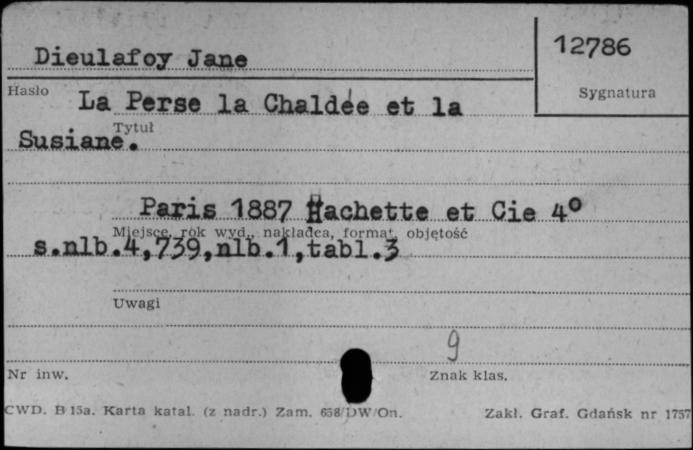 Dieulafoy Jane
12786
Hasło
Sygnatura
La Perse la Chaldée et la
Tytuł
Susiane.
Paris 1887 Hachette et Cie 4º
Miejsce, rok wyd., nakładca, format, objętość
s.nlb.4,739,nlb.1,tabl.3
Uwagi
9
Nr inw.
Znak klas.
CWD. B 15a. Karta katal. (z nadr.) Zam. 658/DW/On.
Zakł. Graf. Gdańsk nr 1757